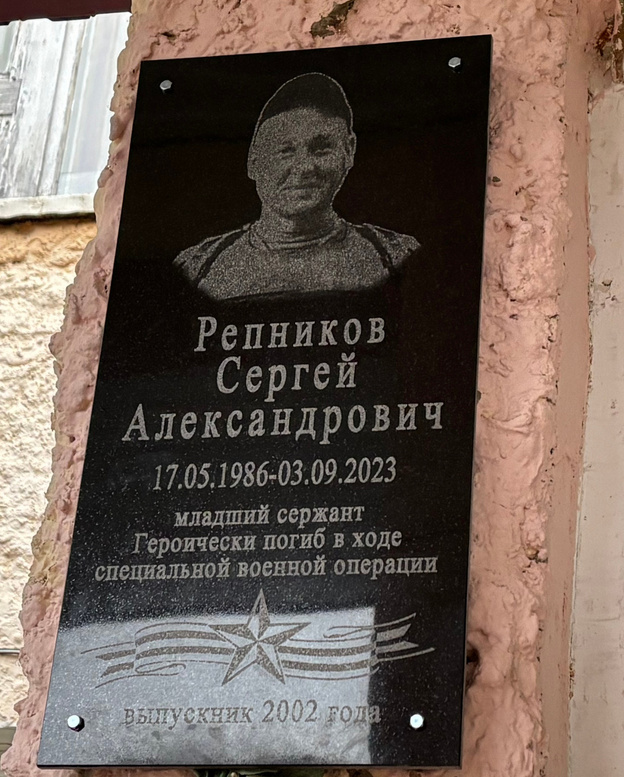 Репников
Сергей
Александрович
17.05.1986-03.09.2023
младший сержант
Героически погиб в ходе
специальной военной операции
выпускник 2002 года